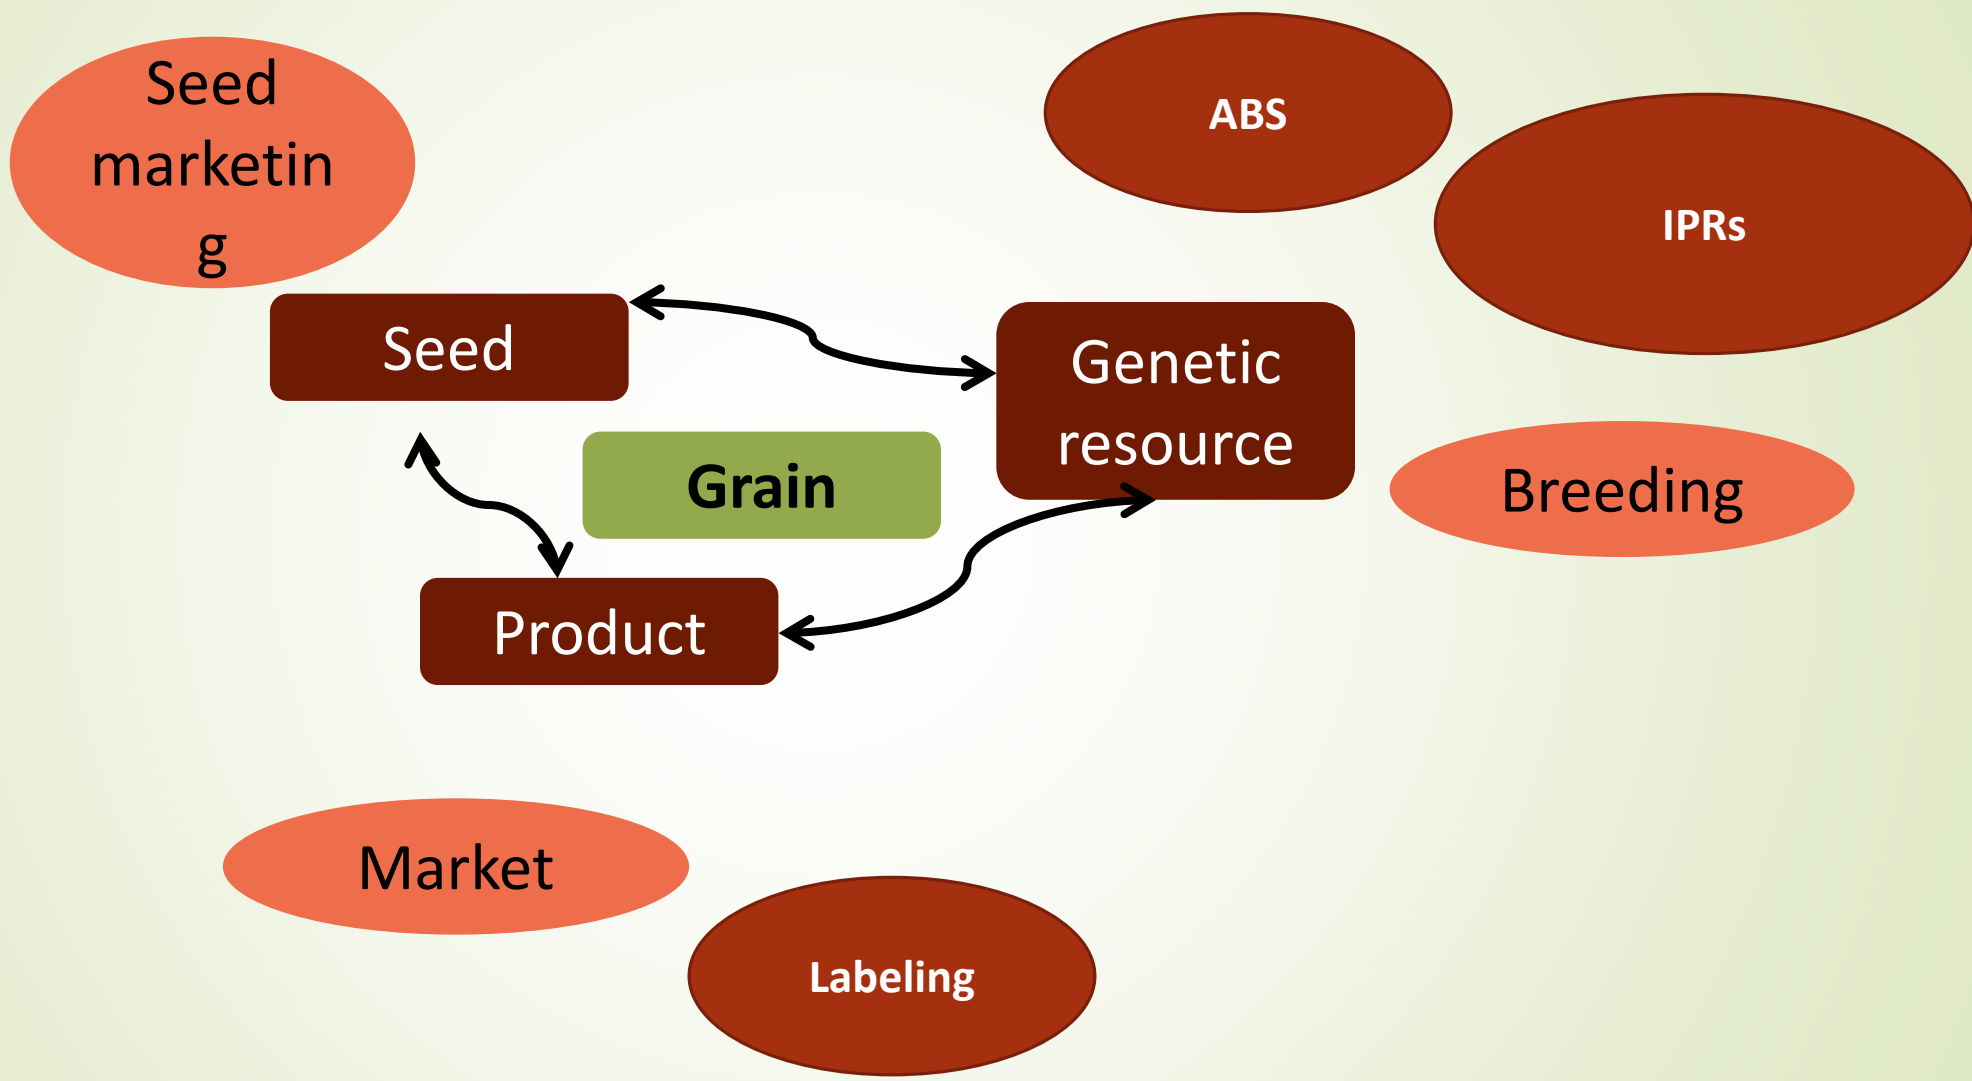 Seed
marketin
g
ABS
IPRs
Seed
Genetic
resource
Grain
Breeding
Product
Market
Labeling